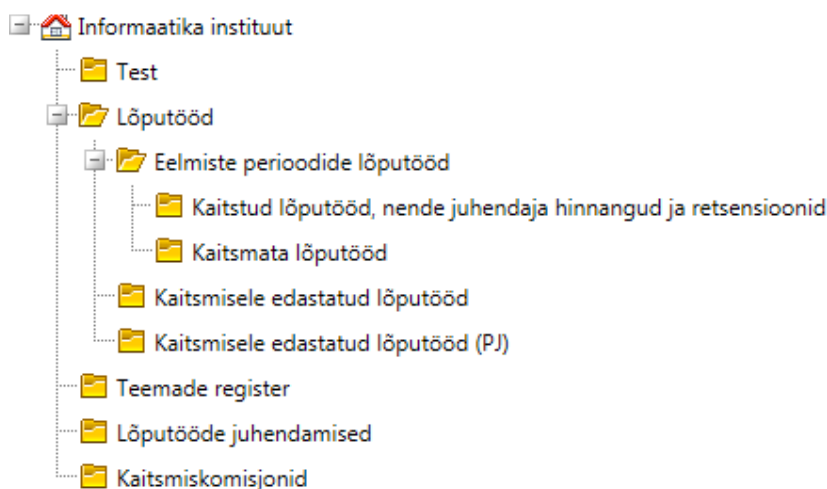 Informaatika instituut
Test
Lõputööd
Eelmiste perioodide lõputööd
Kaitstud lõputööd, nende juhendaja hinnangud ja retsensioonid
Kaitsmata lõputööd
Kaitsmisele edastatud lõputööd
Kaitsmisele edastatud lõputööd (PJ)
Teemade register
Lõputööde juhendamised
Kaitsmiskomisjonid